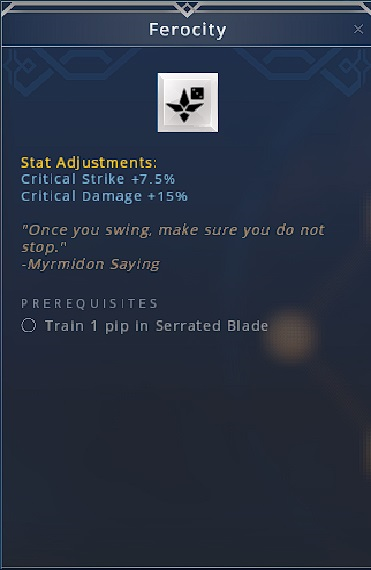 Ferocity
Stat Adjustments:
Critical Strike +7.5%
Critical Damage +15%
"Once you swing, make sure you do not
stop."
-Myrmidon Saying
PREREQUISITES
Train 1 pip in Serrated Blade